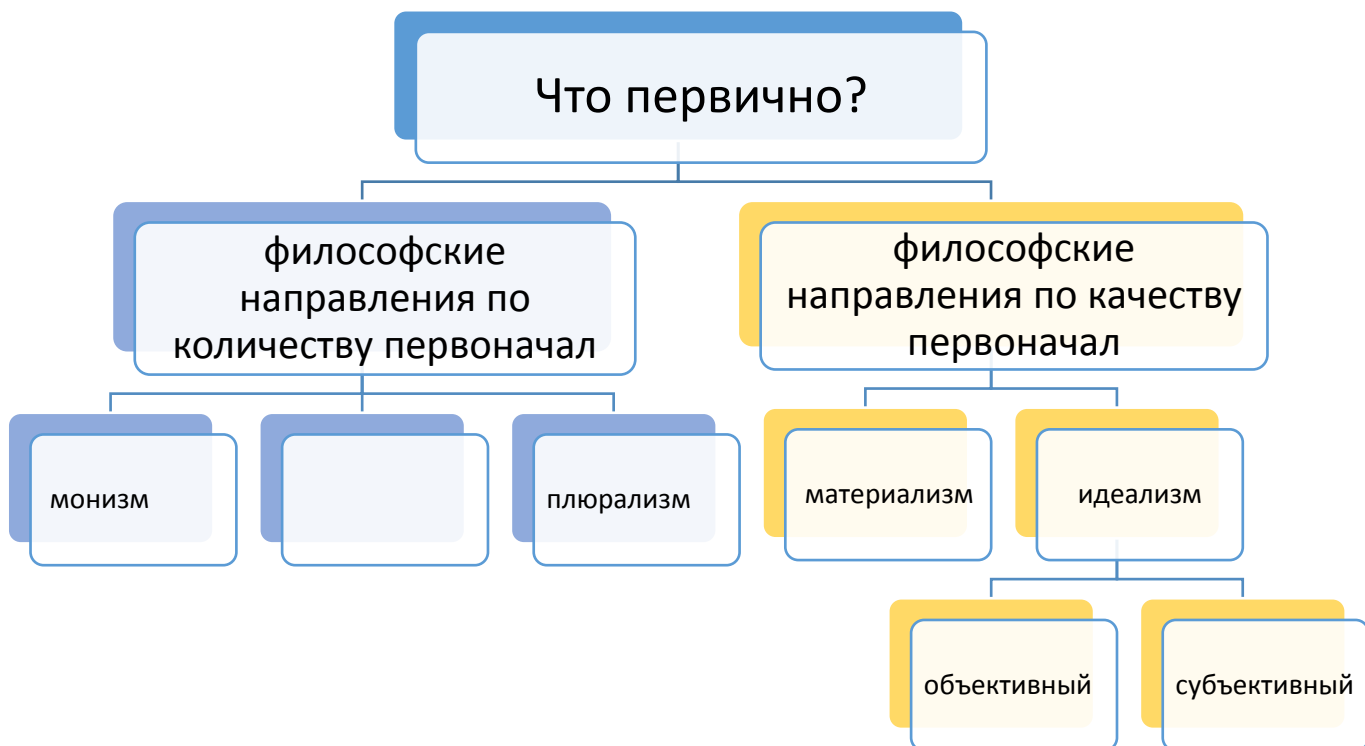 Что первично?
философские
направления по
количеству первоначал
философские
направления по качеству
первоначал
монизм
плюрализм
материализм
идеализм
объективный
субъективный